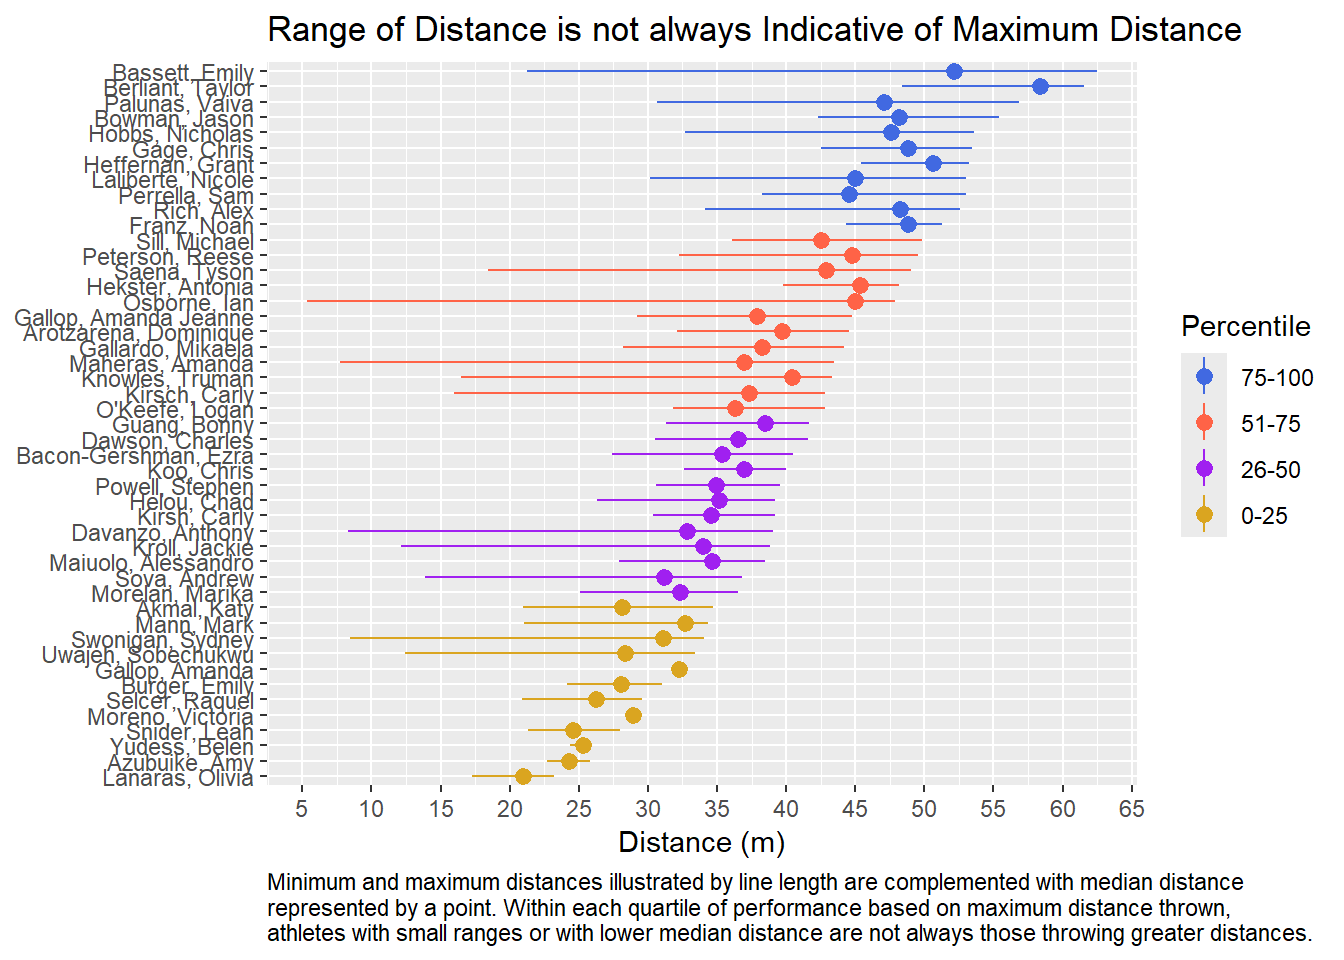 Range of Distance is not always Indicative of Maximum Distance
Bassett, Emily
Berliant, Taylor
Palunas, Vaiva
Bowman, Jason
Hobbs, Nicholas
Gage, Chris
Heffernan, Grant
Laliberte, Nicole
Perrella, Sam
Rich, Alex
Franz, Noah
Sill, Michael
Peterson, Reese
Saena, Tyson
Hekster, Antonia
Osborne, Ian
Gallop, Amanda Jeanne
Arotzarena, Dominique
Gallardo, Mikaela
Maheras, Amanda
Knowles, Truman
Kirsch, Carly
O'Keefe, Logan
Guang, Bonny
Dawson, Charles
Bacon-Gershman, Ezra
Koo, Chris
Powell, Stephen
Helou, Chad
Kirsh, Carly
Davanzo, Anthony
Kroll, Jackie
Maiuolo, Alessandro
Sova, Andrew
Morelan, Marika
Akmal, Katy
Mann, Mark
Swonigan, Sydney
Uwajeh, Sobechukwu
Gallop, Amanda
Burger, Emily
Selcer, Raquel
Moreno, Victoria
Snider, Leah
Yudess, Belen
Azubuike, Amy
Lanaras, Olivia
5 10 15 20 25 30 35 40 45 50 55 60 65
Distance (m)
Percentile
75-100
51-75
26-50
0-25
Minimum and maximum distances illustrated by line length are complemented with median distance
represented by a point. Within each quartile of performance based on maximum distance thrown,
athletes with small ranges or with lower median distance are not always those throwing greater distances.